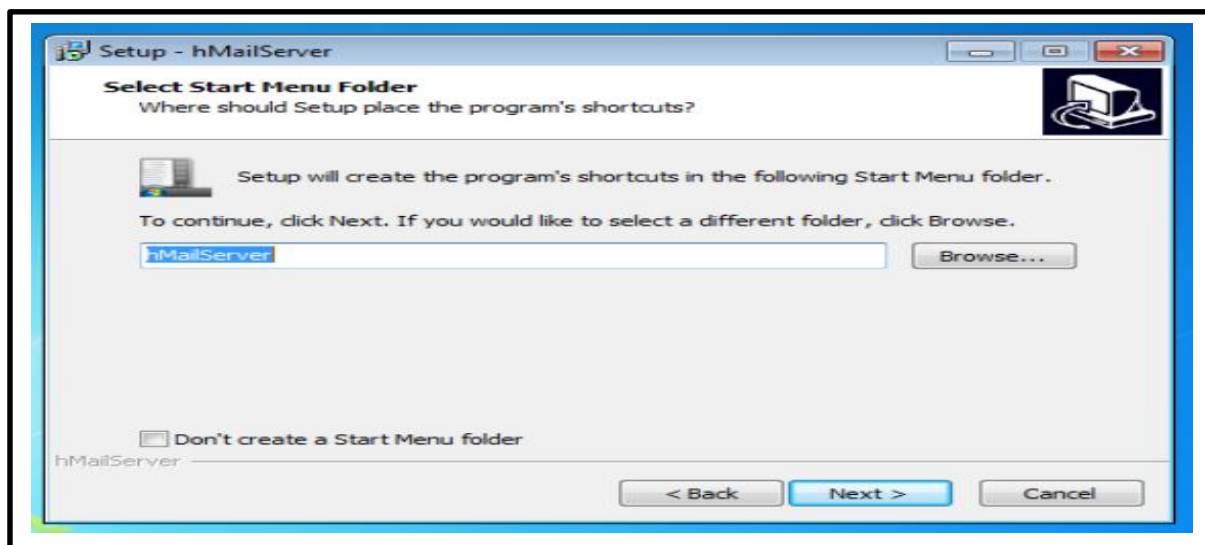 Setup - hMailServer
Select Start Menu Folder
Where should Setup place the program's shortcuts?
Setup will create the program's shortcuts in the following Start Menu folder.
To continue, click Next. If you would like to select a different folder, click Browse.
hMailServer
Browse...
Don't create a Start Menu folder
hMailServer
< Back
Next >
Cancel